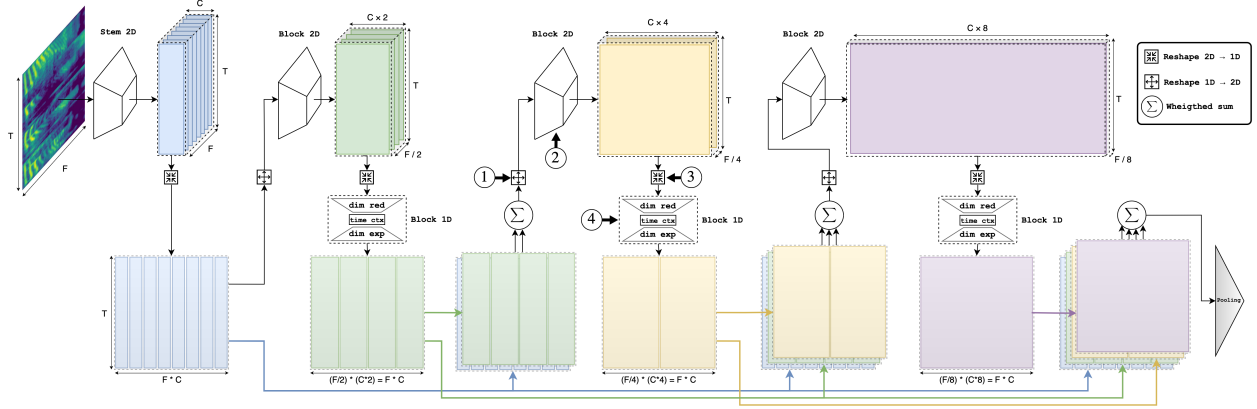 C
Stem 2D
T
F
T
F
C × 2
Block 2D
T
F / 2
C × 4
Block 2D
T
F / 4
C × 8
Block 2D
T
F / 8
Reshape 2D → 1D
Reshape 1D → 2D
∑ Wheigthed sum
1
2
3
4
dim red
time ctx
dim exp
Block 1D
∑
dim red
time ctx
dim exp
Block 1D
∑
dim red
time ctx
dim exp
Block 1D
∑
T
F * C
(F/2) * (C*2) = F * C
(F/4) * (C*4) = F * C
(F/8) * (C*8) = F * C
Pooling